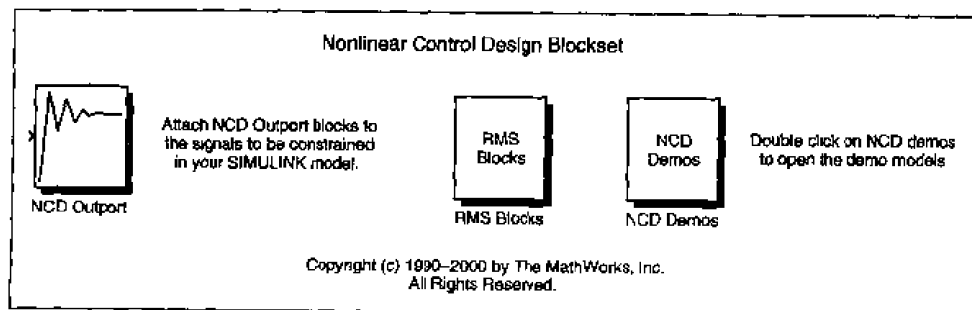 Nonlinear Control Design Blockset
Attach NCD Outport blocks to
the signals to be constrained
in your SIMULINK model.
NCD Outport
RMS
Blocks
RMS Blocks
NCD
Demos
NCD Demos
Double click on NCD demos
to open the demo models
Copyright (c) 1990–2000 by The MathWorks, Inc.
All Rights Reserved.